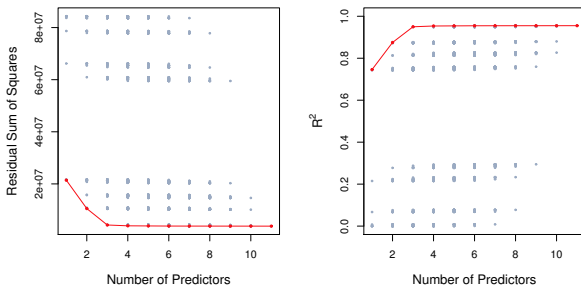 8e+07
6e+07
4e+07
2e+07
Residual Sum of Squares
2 4 6 8 10
Number of Predictors
1.0
0.8
0.6
0.4
0.2
0.0
R²
2 4 6 8 10
Number of Predictors